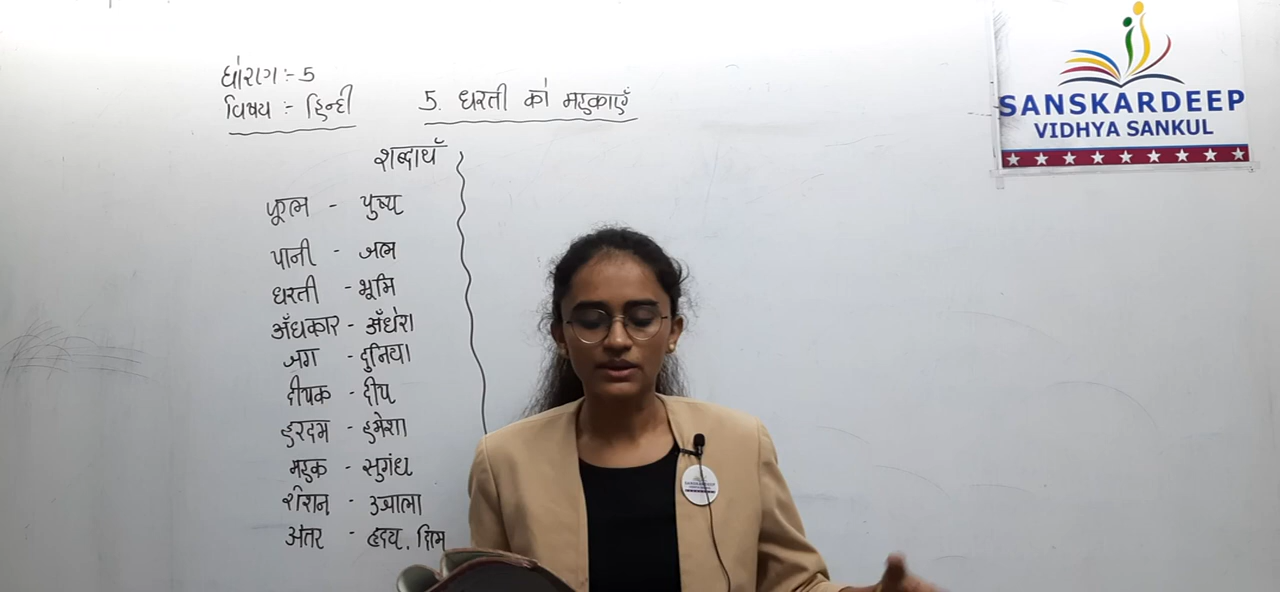 धोरण :- 5
विषय :- हिन्दी
5. धरती को महकाएँ
शब्दार्थ
फूल - पुष्प
पानी - जल
धरती - भूमि
अँधकार - अँधेरा
जग - दुनिया
दीपक - दीप
हरदम - हमेशा
महक - सुगंध
रोशन - उजाला
अंतर - हृदय, दिल
SANSKARDEEP
VIDHYA SANKUL
SANSKARDEEP